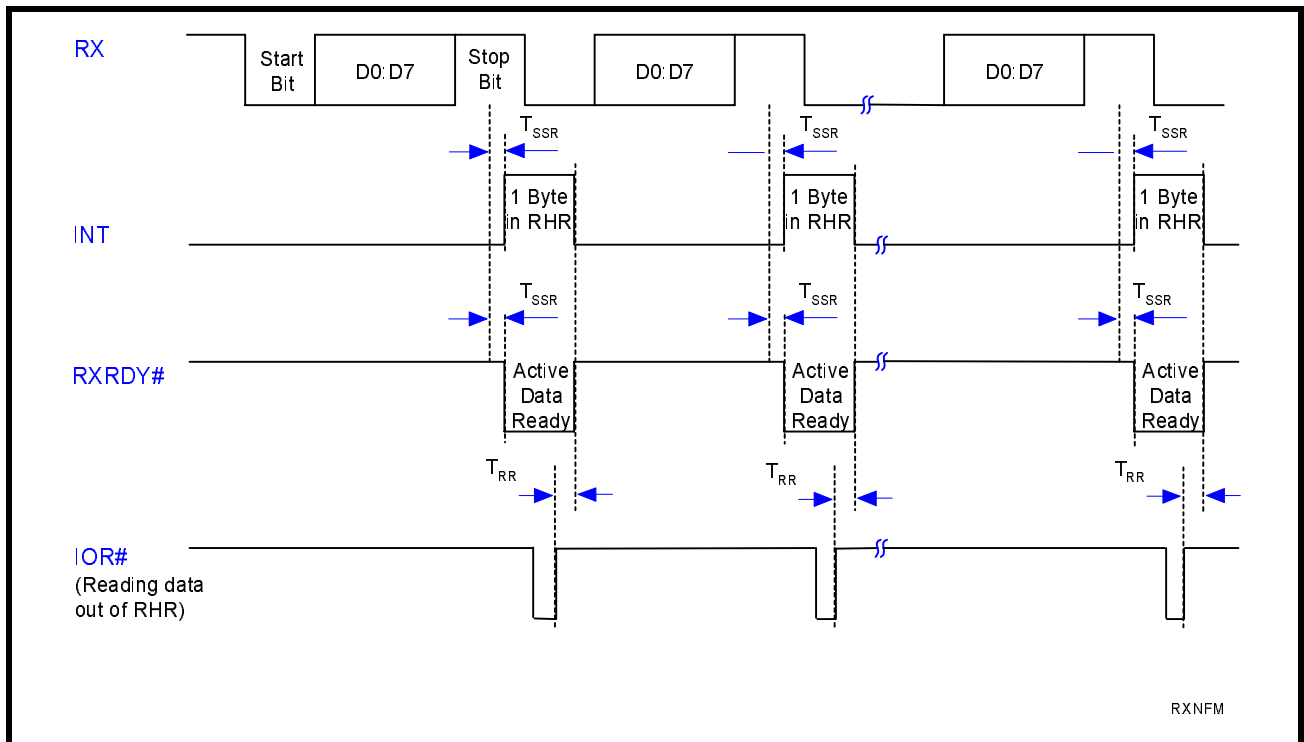 RX
Start
Bit
D0:D7
Stop
Bit
D0:D7
D0:D7
TSSR
TSSR
TSSR
INT
1 Byte
in RHR
1 Byte
in RHR
1 Byte
in RHR
TSSR
TSSR
TSSR
RXRDY#
Active
Data
Ready
Active
Data
Ready
Active
Data
Ready
TRR
TRR
TRR
IOR#
(Reading data
out of RHR)
RXNFM